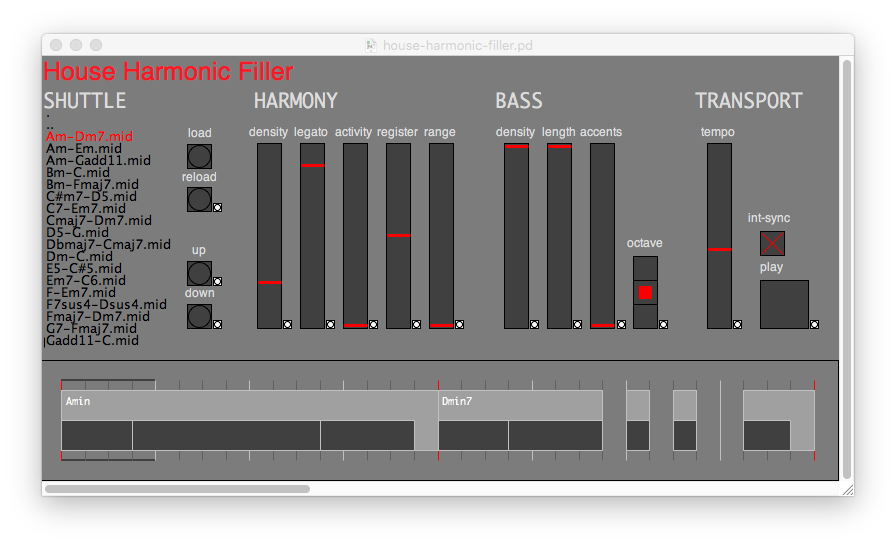 house-harmonic-filler.pd
House Harmonic Filler
SHUTTLE HARMONY BASS TRANSPORT
.
..
Am-Dm7.mid
Am-Em.mid
Am-Gadd11.mid
Bm-C.mid
Bm-Fmaj7.mid
C#m7-D5.mid
C7-Em7.mid
Cmaj7-Dm7.mid
D5-G.mid
Dbmaj7-Cmaj7.mid
Dm-C.mid
E5-C#5.mid
Em7-C6.mid
F-Em7.mid
F7sus4-Dsus4.mid
Fmaj7-Dm7.mid
G7-Fmaj7.mid
Gadd11-C.mid
load
reload
up
down
density legato activity register range
density length accents
octave
tempo
int-sync
play
Amin Dmin7